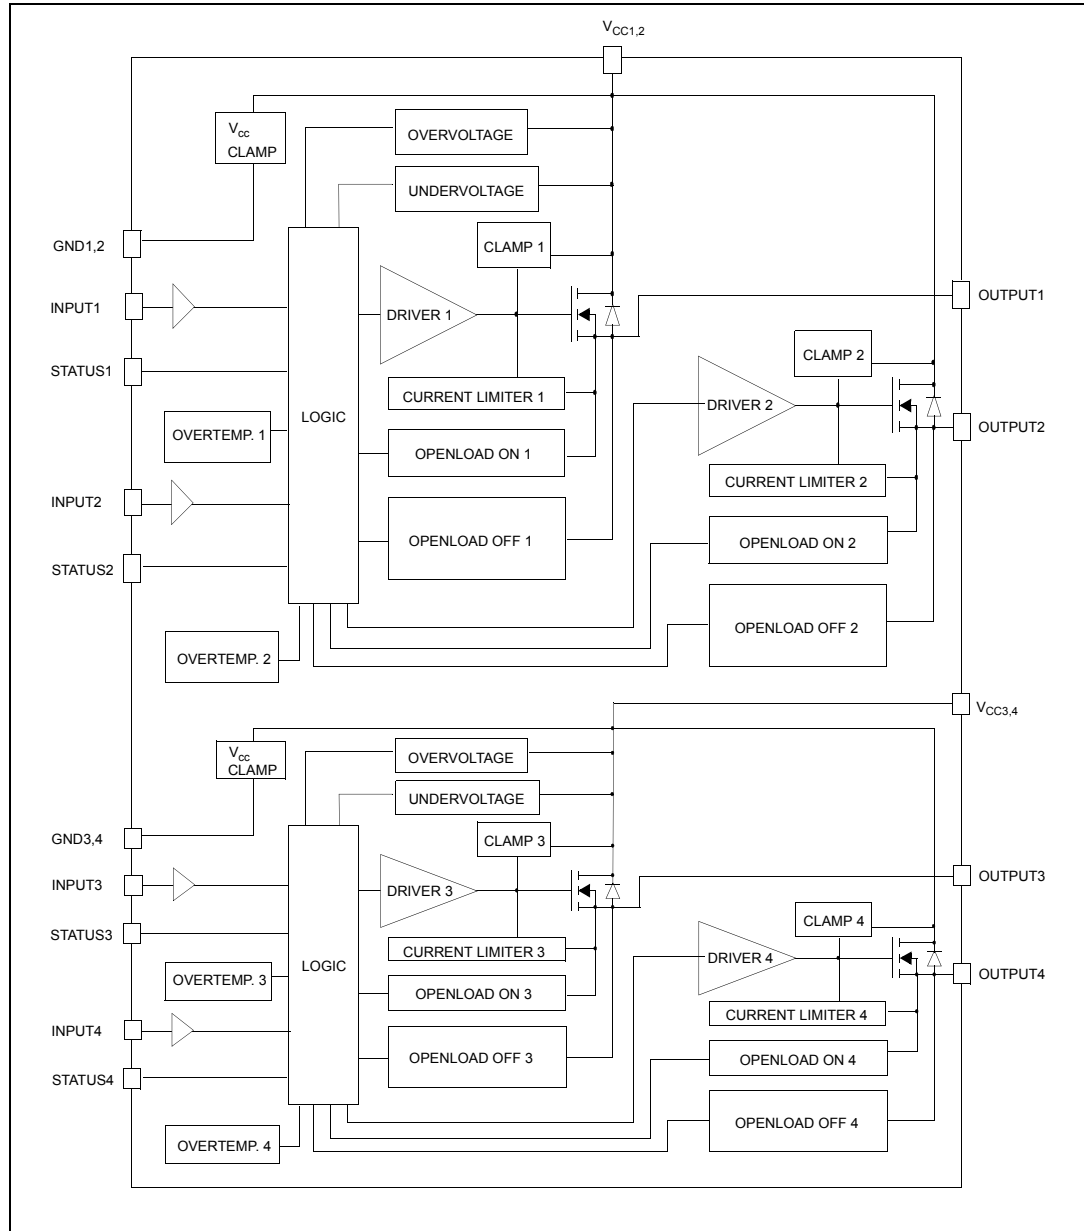 VCC1,2
Vcc
CLAMP
OVERVOLTAGE
UNDERVOLTAGE
GND1,2
CLAMP 1
INPUT1
DRIVER 1
OUTPUT1
STATUS1
CLAMP 2
CURRENT LIMITER 1
DRIVER 2
LOGIC
OVERTEMP. 1
OUTPUT2
OPENLOAD ON 1
CURRENT LIMITER 2
INPUT2
OPENLOAD OFF 1
OPENLOAD ON 2
STATUS2
OPENLOAD OFF 2
OVERTEMP. 2
VCC3,4
Vcc
CLAMP
OVERVOLTAGE
UNDERVOLTAGE
GND3,4
CLAMP 3
INPUT3
DRIVER 3
OUTPUT3
STATUS3
CLAMP 4
CURRENT LIMITER 3
DRIVER 4
LOGIC
OVERTEMP. 3
OUTPUT4
OPENLOAD ON 3
CURRENT LIMITER 4
INPUT4
OPENLOAD OFF 3
OPENLOAD ON 4
STATUS4
OPENLOAD OFF 4
OVERTEMP. 4